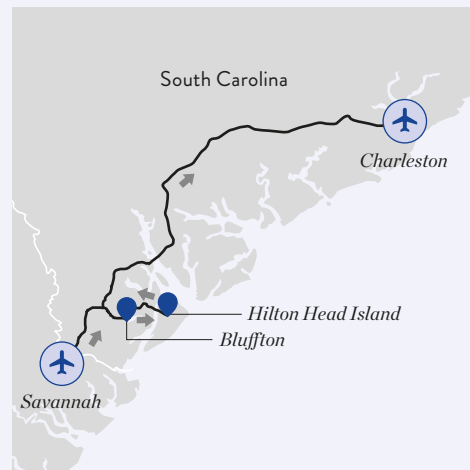 South Carolina
Charleston
Hilton Head Island
Bluffton
Savannah